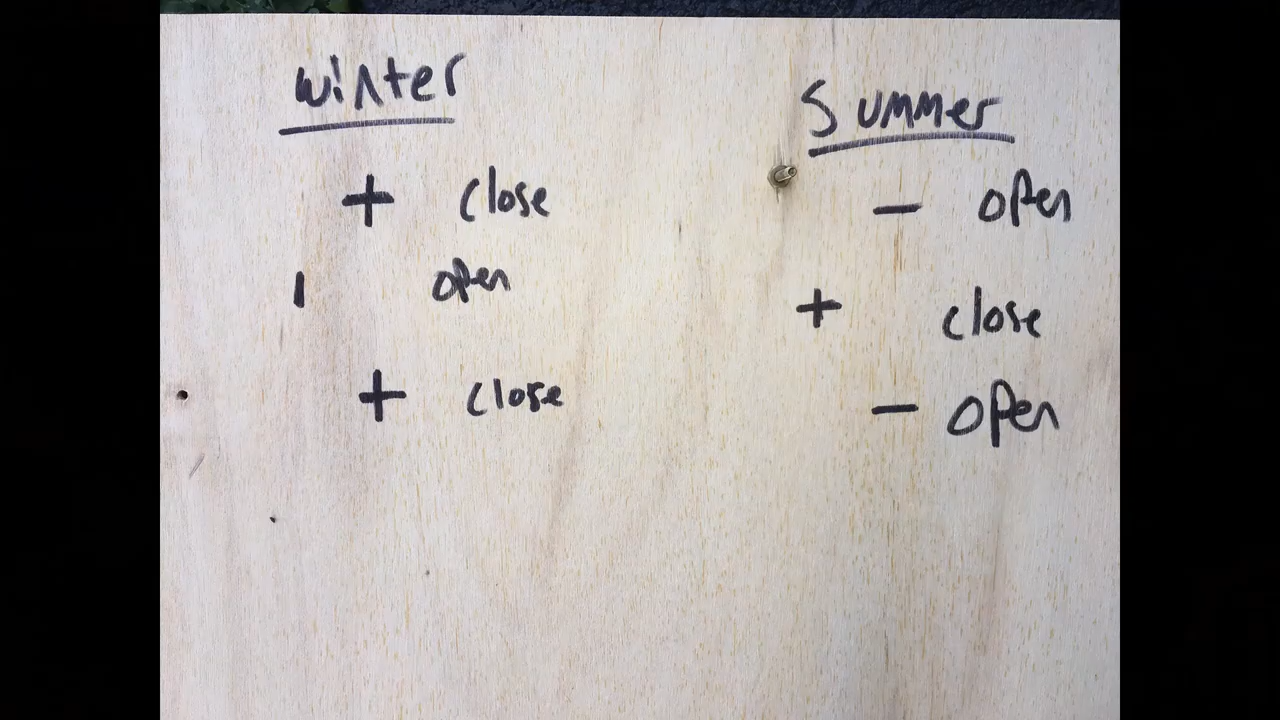 Winter
+ close
| open
+ close
Summer
- open
+ close
- open